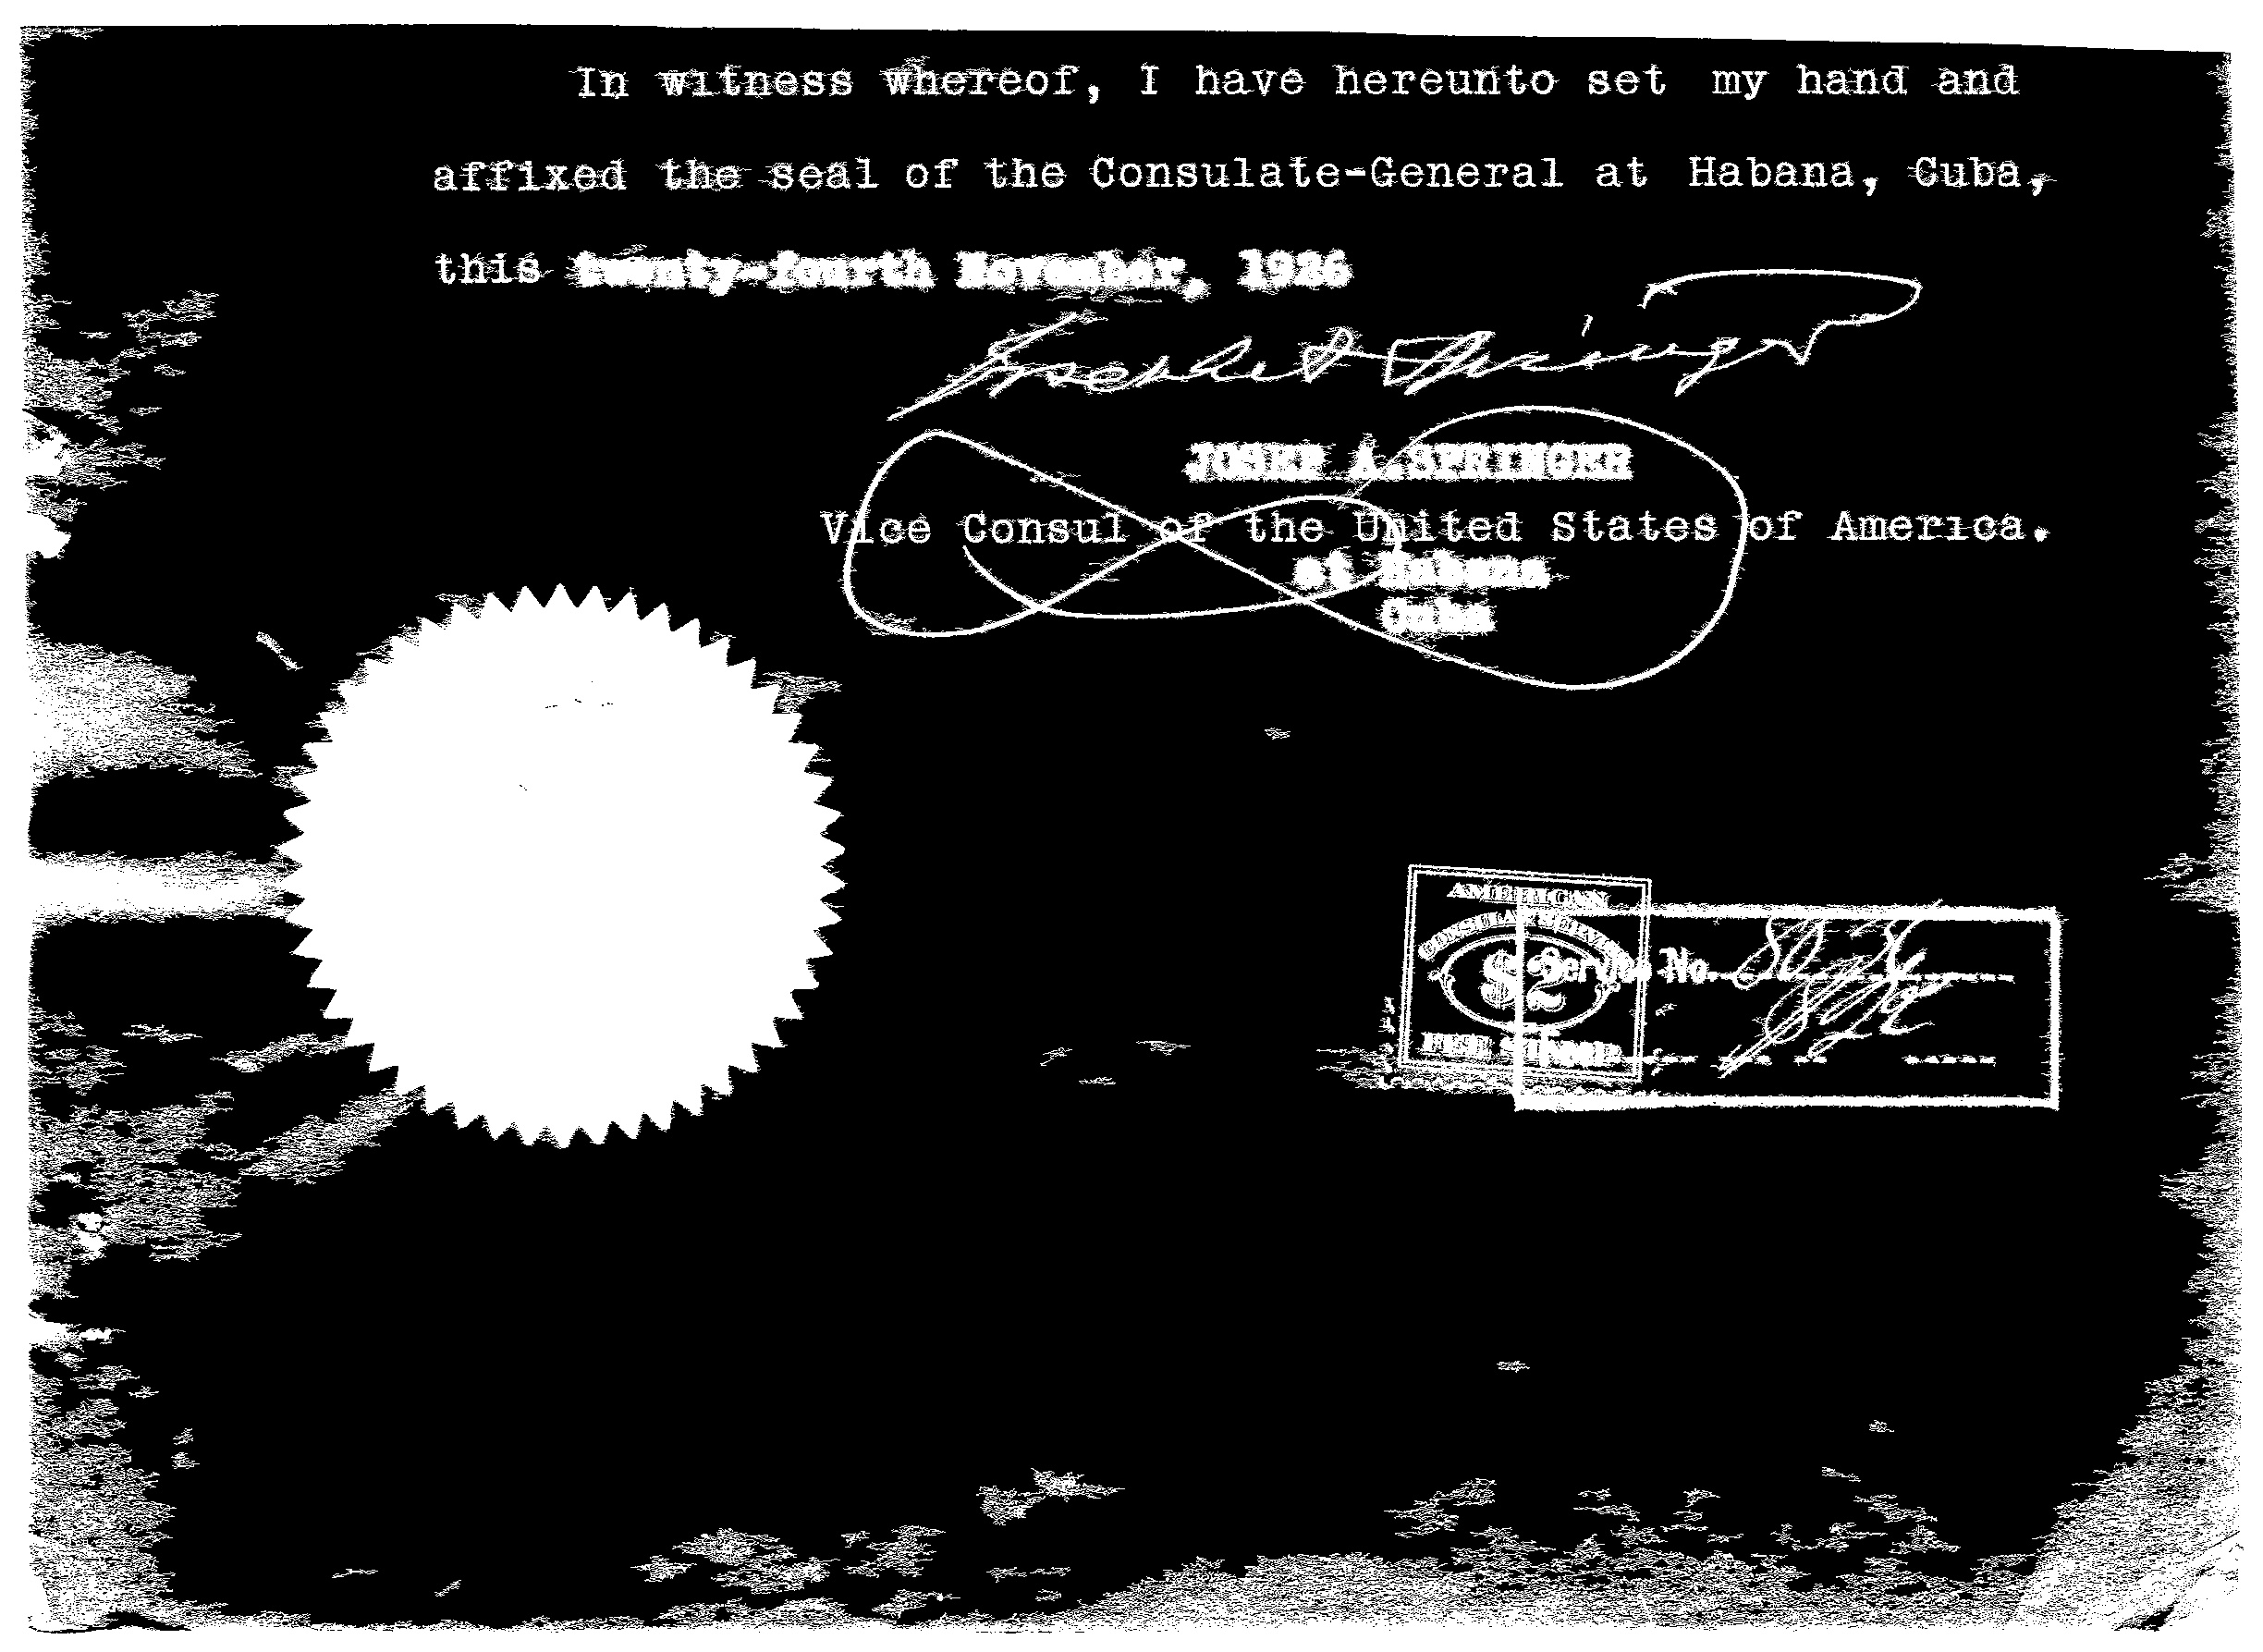 In witness whereof, I have hereunto set my hand and
affixed the seal of the Consulate-General at Habana, Cuba,
this twenty-fourth November, 1926
Joseph A Springer
JOSEP A.SPRINGER
Vice Consul of the United States of America.
at Habana
Cuba
AMERICAN
CONSULAR SERVICE
$2
Service No.
FEE STAMP